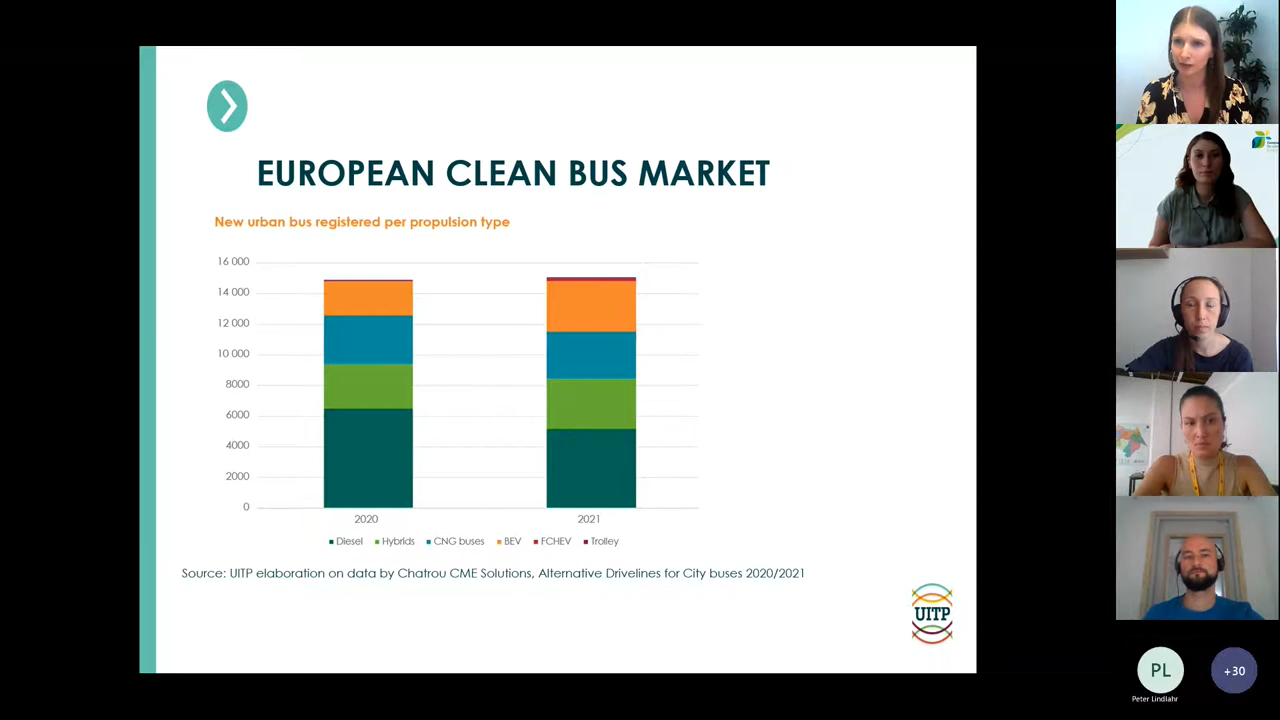 EUROPEAN CLEAN BUS MARKET
New urban bus registered per propulsion type
16 000
14 000
12 000
10 000
8000
6000
4000
2000
0
2020
2021
Diesel Hybrids CNG buses BEV FCHEV Trolley
Source: UITP elaboration on data by Chatrou CME Solutions, Alternative Drivelines for City buses 2020/2021
UITP
PL
Peter Lindlahr
+30